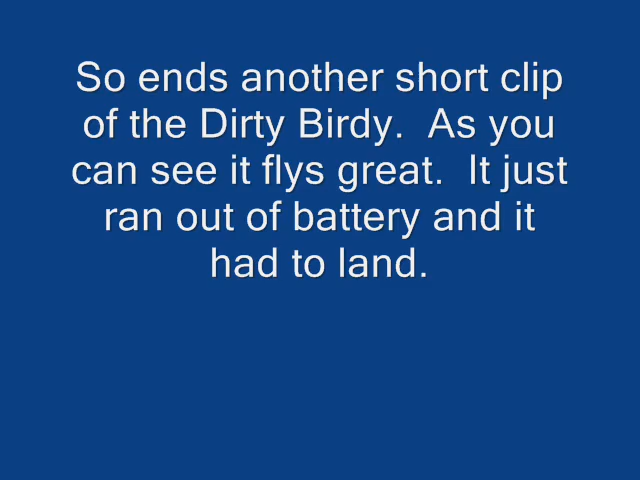 So ends another short clip
of the Dirty Birdy.  As you
can see it flys great.  It just
ran out of battery and it
had to land.